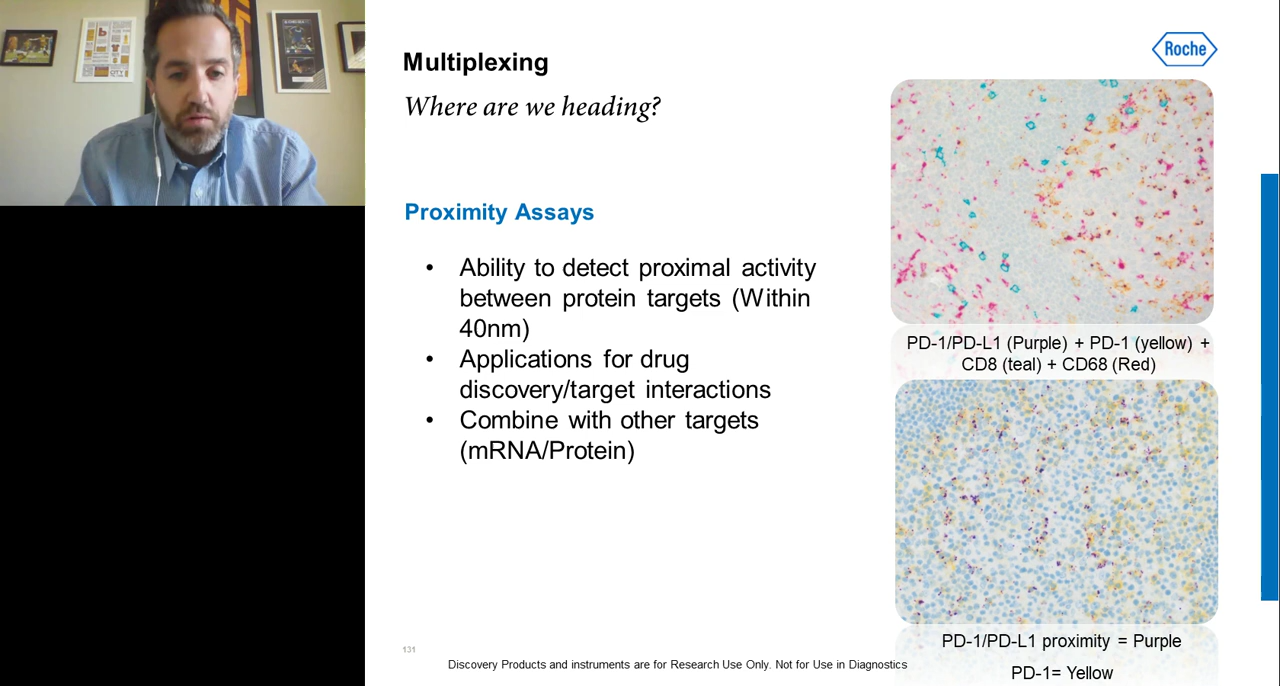 Multiplexing
Where are we heading?
Roche
Proximity Assays
• Ability to detect proximal activity
between protein targets (Within
40nm)
• Applications for drug
discovery/target interactions
• Combine with other targets
(mRNA/Protein)
PD-1/PD-L1 (Purple) + PD-1 (yellow) +
CD8 (teal) + CD68 (Red)
PD-1/PD-L1 proximity = Purple
PD-1= Yellow
131
Discovery Products and instruments are for Research Use Only. Not for Use in Diagnostics